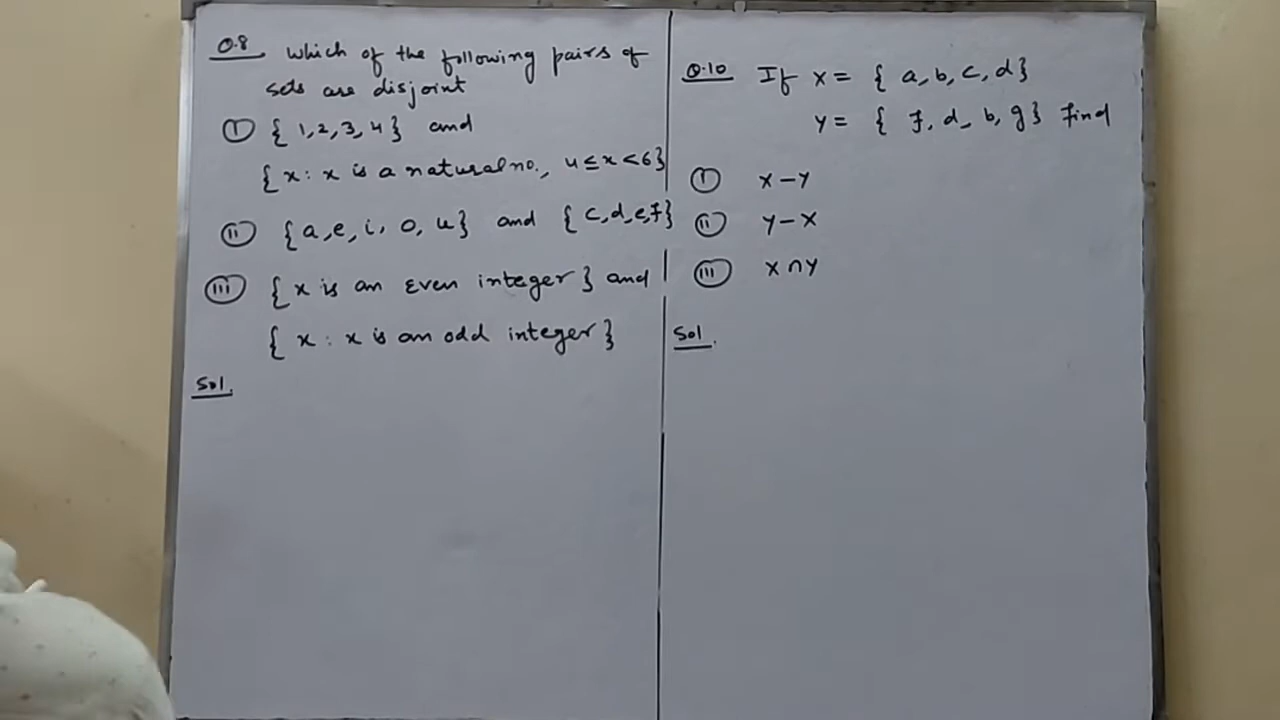 Q.8 Which of the following pairs of
sets are disjoint
(I) { 1, 2, 3, 4 } and
{ x : x is a natural no., 4 ≤ x < 6 }
(II) { a, e, i, o, u } and { c, d, e, f }
(III) { x is an even integer } and
{ x : x is an odd integer }
Sol.
Q.10 If X = { a, b, c, d }
Y = { f, d, b, g } find
(I) X – Y
(II) Y – X
(III) X ∩ Y
Sol.